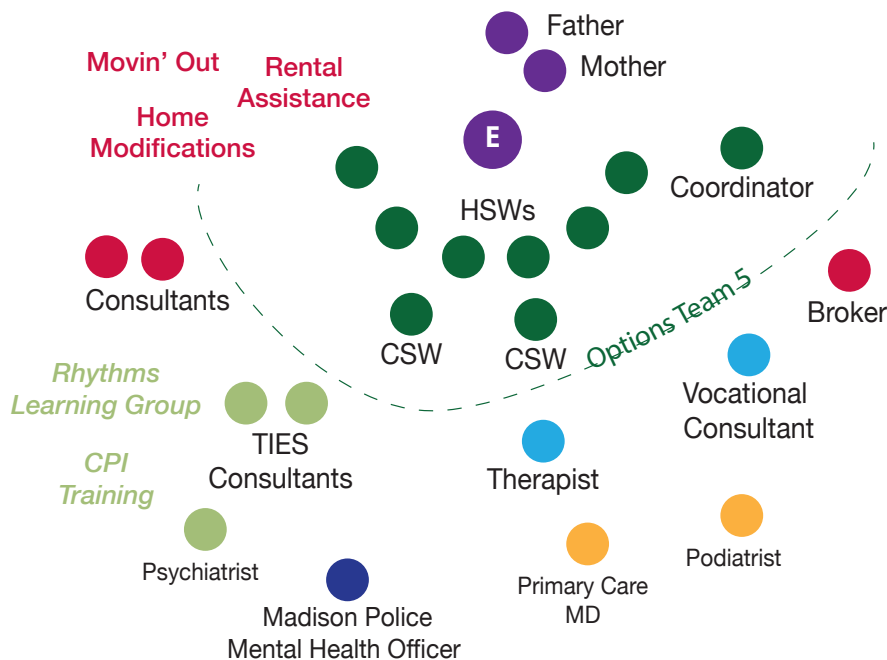 Father
Mother
Movin' Out
Rental
Assistance
Home
Modifications
E
HSWs
Coordinator
Consultants
Broker
CSW
CSW
Options Team 5
Rhythms
Learning Group
Vocational
Consultant
TIES
Consultants
Therapist
CPI
Training
Psychiatrist
Podiatrist
Primary Care
MD
Madison Police
Mental Health Officer